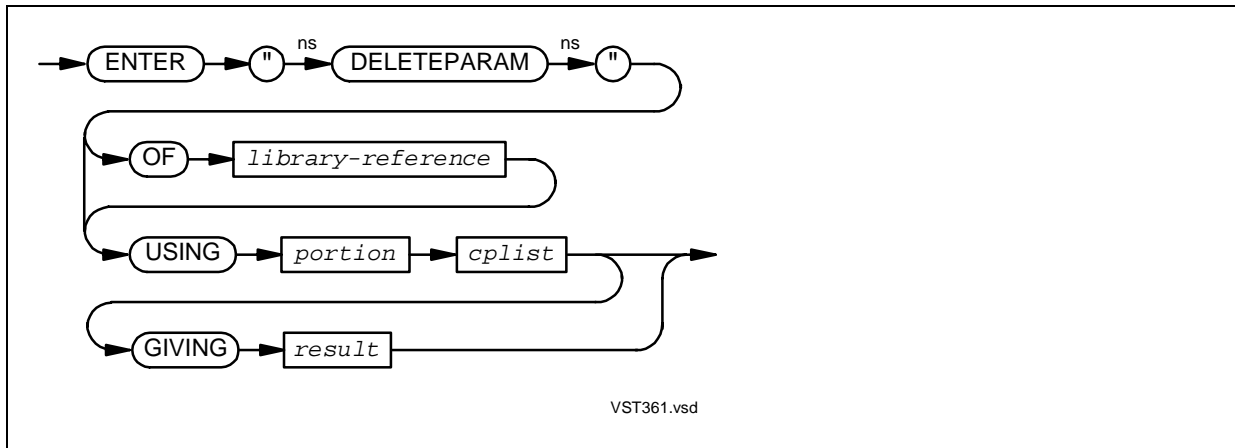 ns ns
ENTER " DELETEPARAM "
OF library-reference
USING portion cplist
GIVING result
VST361.vsd